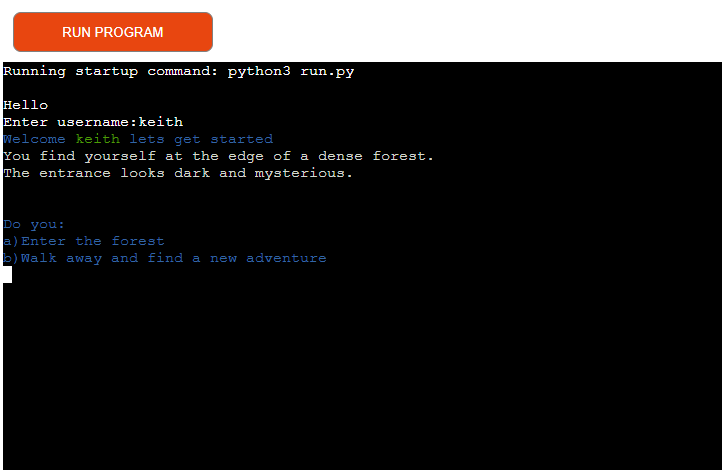 RUN PROGRAM
Running startup command: python3 run.py
Hello
Enter username:keith
Welcome keith lets get started
You find yourself at the edge of a dense forest.
The entrance looks dark and mysterious.
Do you:
a)Enter the forest
b)Walk away and find a new adventure